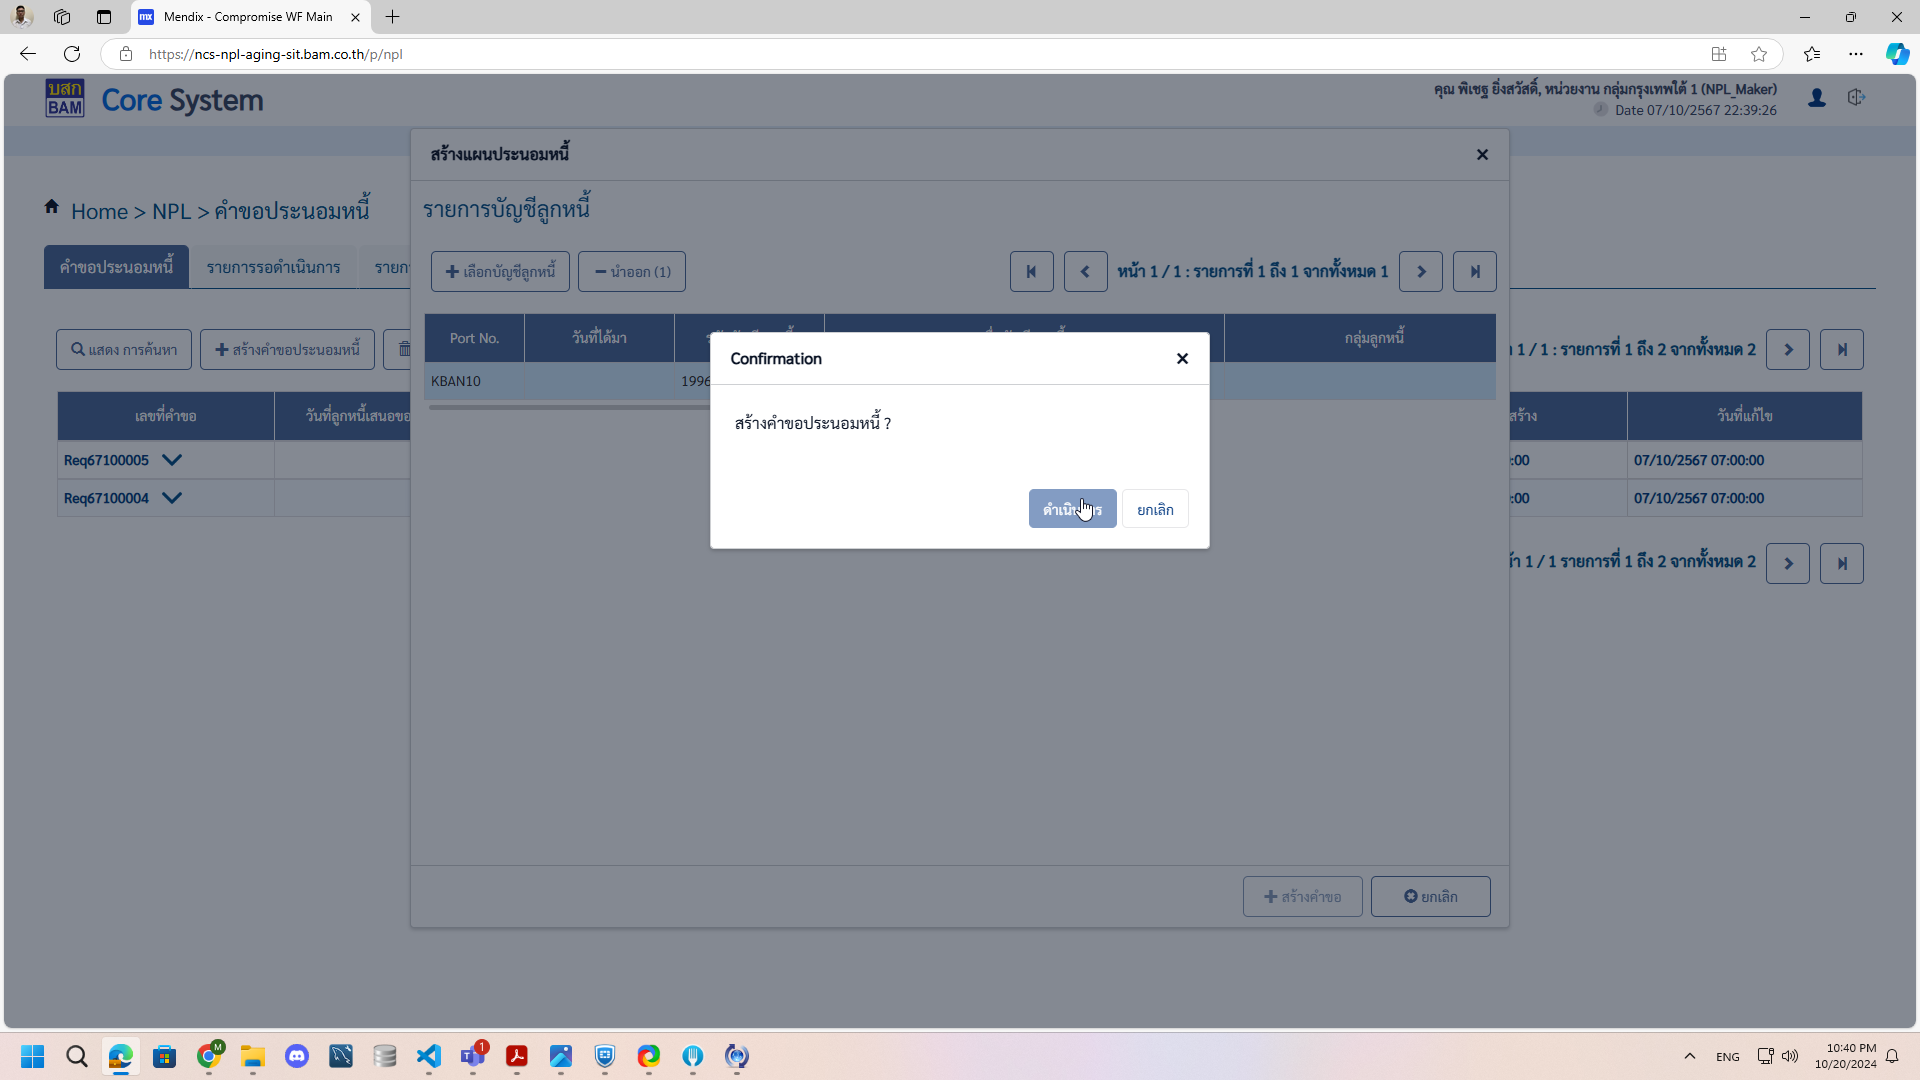 Mendix - Compromise WF Main
https://ncs-npl-aging-sit.bam.co.th/p/npl
บสก
BAM
Core System
คุณ พิเชฐ ยิ่งสวัสดิ์, หน่วยงาน กลุ่มกรุงเทพใต้ 1 (NPL_Maker)
Date 07/10/2567 22:39:26
สร้างแผนประนอมหนี้
Home > NPL > คำขอประนอมหนี้
รายการบัญชีลูกหนี้
คำขอประนอมหนี้
รายการรอดำเนินการ
เลือกบัญชีลูกหนี้
นำออก (1)
หน้า 1 / 1 : รายการที่ 1 ถึง 1 จากทั้งหมด 1
แสดง การค้นหา
สร้างคำขอประนอมหนี้
1 / 1 : รายการที่ 1 ถึง 2 จากทั้งหมด 2
Port No.
วันที่ได้มา
กลุ่มลูกหนี้
KBAN10
1996
Confirmation
สร้างคำขอประนอมหนี้ ?
ดำเนินการ
ยกเลิก
เลขที่คำขอ
วันที่ลูกหนี้เสนอขอ
สร้าง
วันที่แก้ไข
Req67100005
:00
07/10/2567 07:00:00
Req67100004
:00
07/10/2567 07:00:00
1 / 1 รายการที่ 1 ถึง 2 จากทั้งหมด 2
สร้างคำขอ
ยกเลิก
M
1
ENG
10:40 PM
10/20/2024